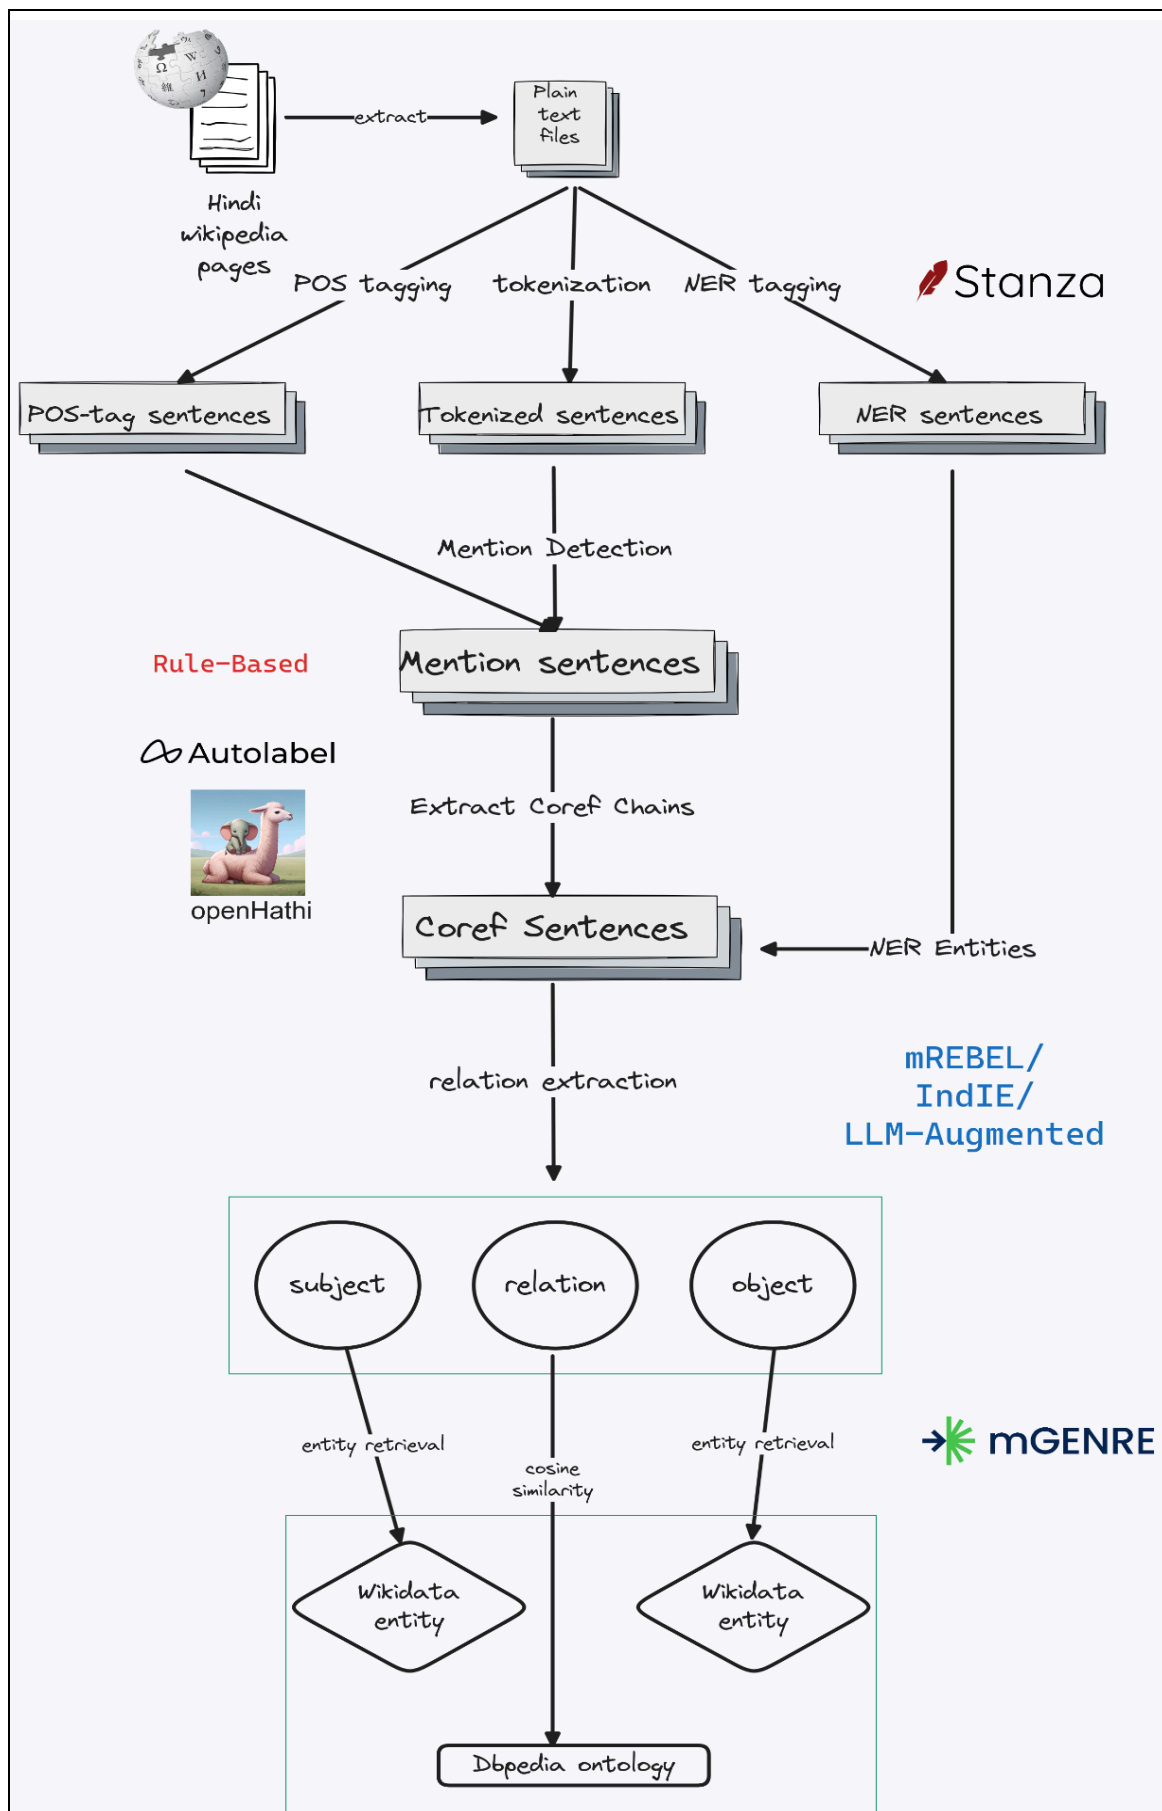 extract
Plain
text
files
Hindi
wikipedia
pages
POS tagging
tokenization
NER tagging
Stanza
POS-tag sentences
Tokenized sentences
NER sentences
Mention Detection
Rule-Based
Mention sentences
Autolabel
Extract Coref Chains
openHathi
Coref Sentences
NER Entities
mREBEL/
IndIE/
LLM-Augmented
relation extraction
subject
relation
object
entity retrieval
cosine
similarity
entity retrieval
mGENRE
Wikidata
entity
Wikidata
entity
Dbpedia ontology